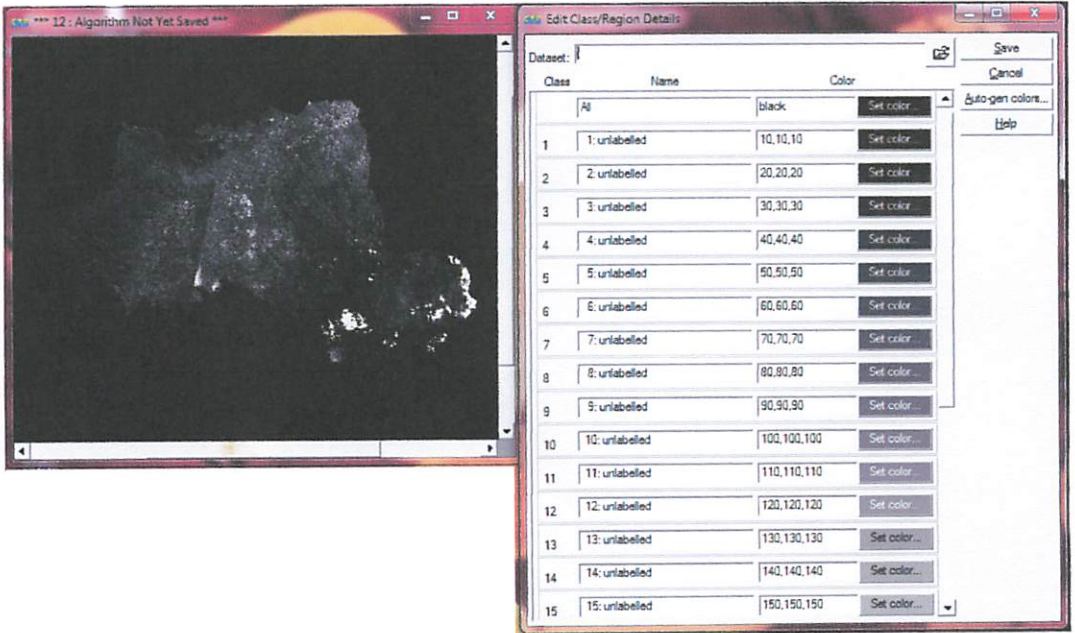 *** 12 : Algorithm Not Yet Saved ***
Edit Class/Region Details
Dataset:
Save
Cancel
Auto-gen colors...
Help
Class Name Color
All black Set color...
1 1: unlabelled 10,10,10 Set color...
2 2: unlabelled 20,20,20 Set color...
3 3: unlabelled 30,30,30 Set color...
4 4: unlabelled 40,40,40 Set color...
5 5: unlabelled 50,50,50 Set color...
6 6: unlabelled 60,60,60 Set color...
7 7: unlabelled 70,70,70 Set color...
8 8: unlabelled 80,80,80 Set color...
9 9: unlabelled 90,90,90 Set color...
10 10: unlabelled 100,100,100 Set color...
11 11: unlabelled 110,110,110 Set color...
12 12: unlabelled 120,120,120 Set color...
13 13: unlabelled 130,130,130 Set color...
14 14: unlabelled 140,140,140 Set color...
15 15: unlabelled 150,150,150 Set color...